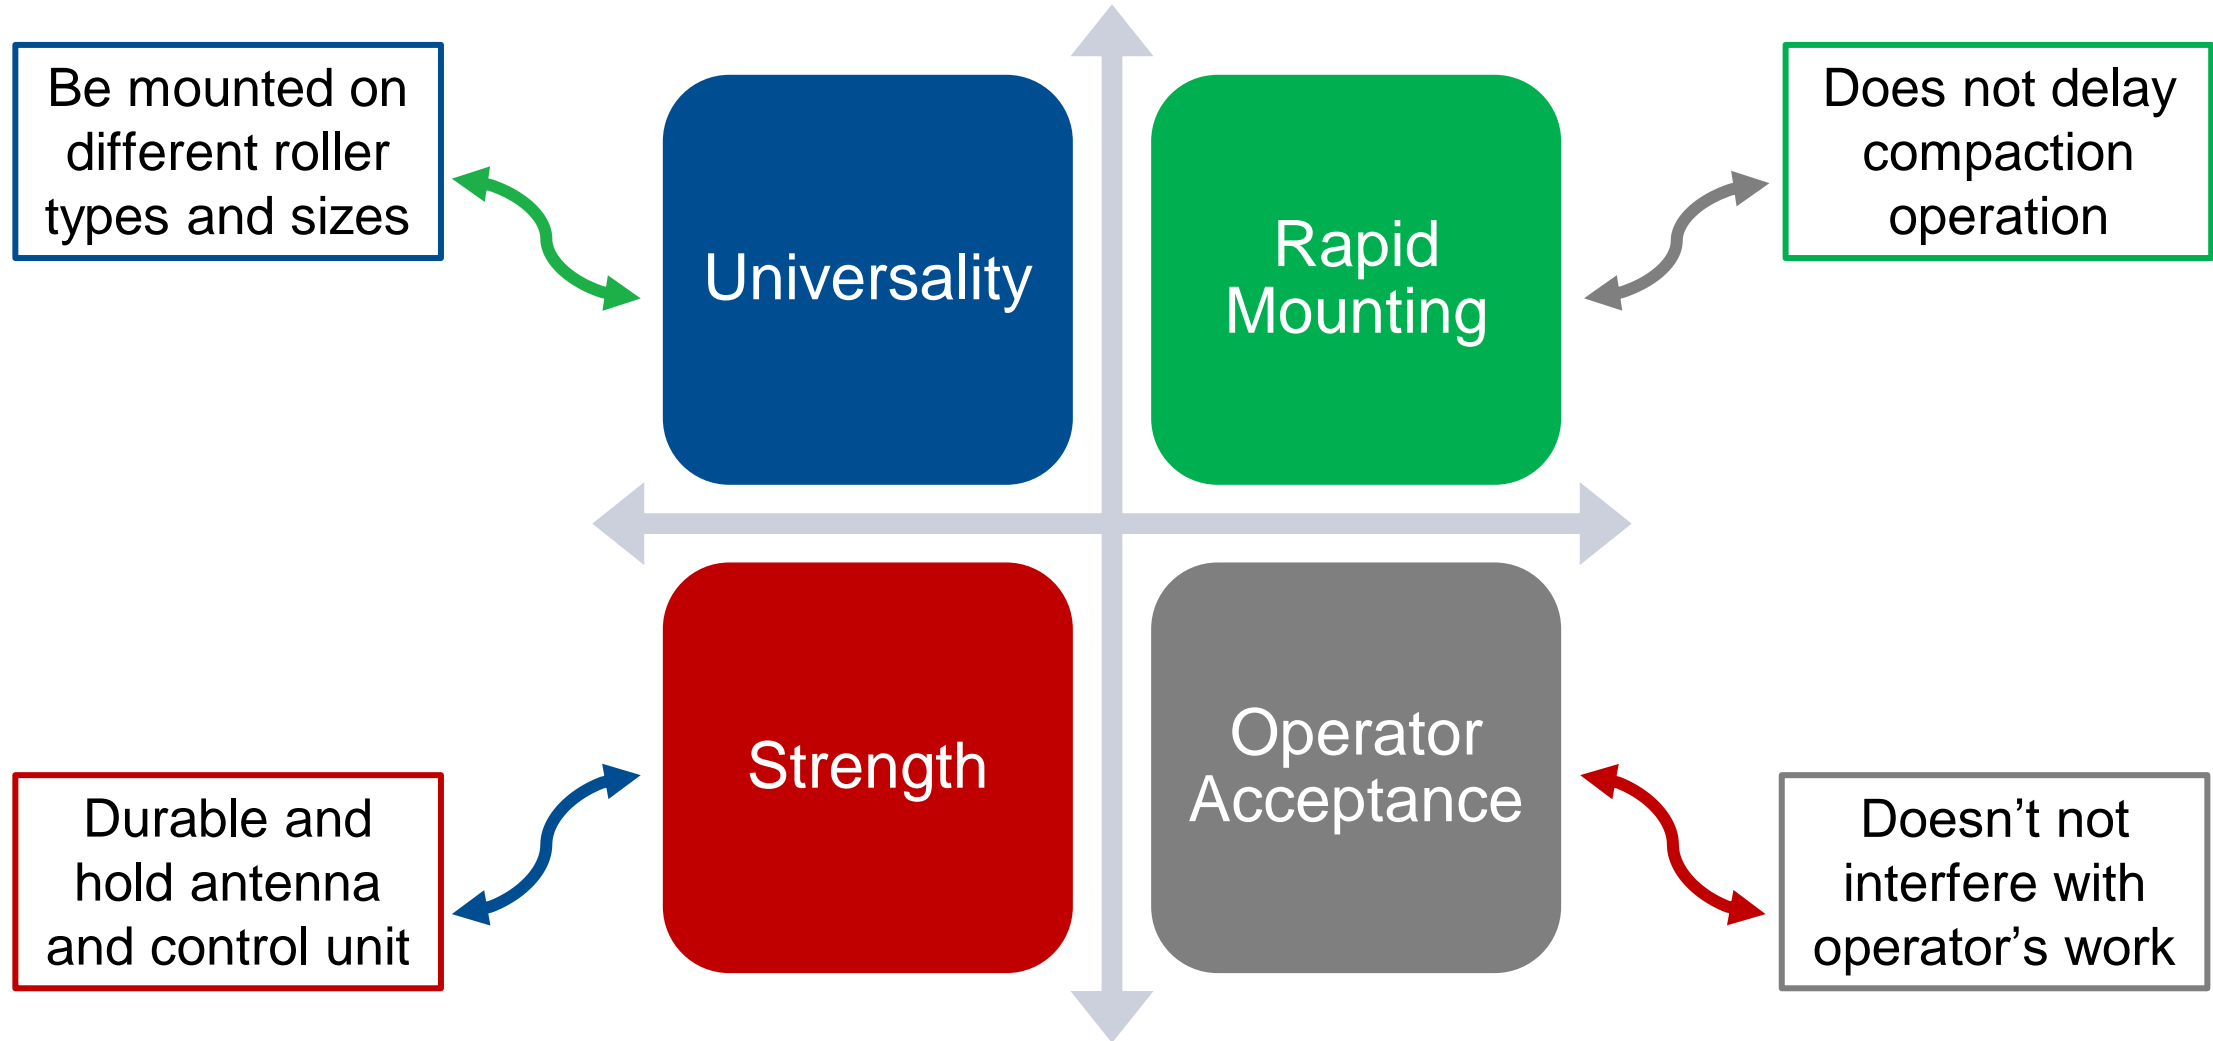 Be mounted on
different roller
types and sizes
Universality
Rapid
Mounting
Does not delay
compaction
operation
Durable and
hold antenna
and control unit
Strength
Operator
Acceptance
Doesn’t not
interfere with
operator’s work